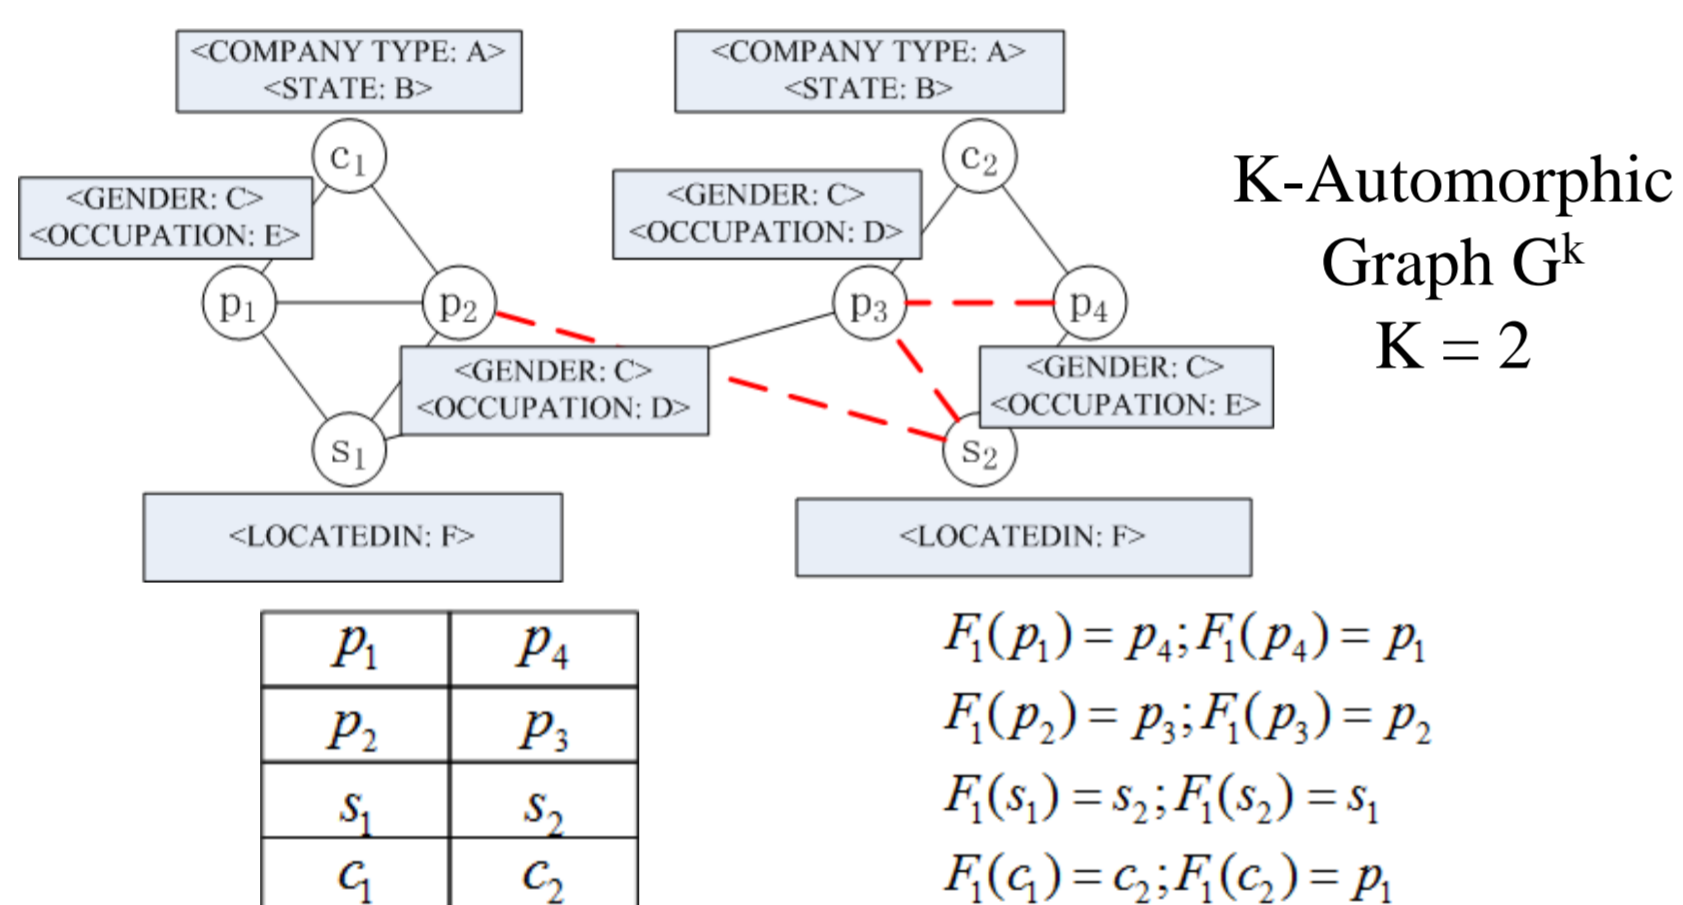 <COMPANY TYPE: A>
<STATE: B>
<COMPANY TYPE: A>
<STATE: B>
c₁
c₂
<GENDER: C>
<OCCUPATION: E>
<GENDER: C>
<OCCUPATION: D>
K-Automorphic
Graph Gᵏ
K = 2
p₁
p₂
p₃
p₄
<GENDER: C>
<OCCUPATION: D>
<GENDER: C>
<OCCUPATION: E>
s₁
s₂
<LOCATEDIN: F>
<LOCATEDIN: F>
p₁ p₄
p₂ p₃
s₁ s₂
c₁ c₂
F₁(p₁) = p₄; F₁(p₄) = p₁
F₁(p₂) = p₃; F₁(p₃) = p₂
F₁(s₁) = s₂; F₁(s₂) = s₁
F₁(c₁) = c₂; F₁(c₂) = p₁